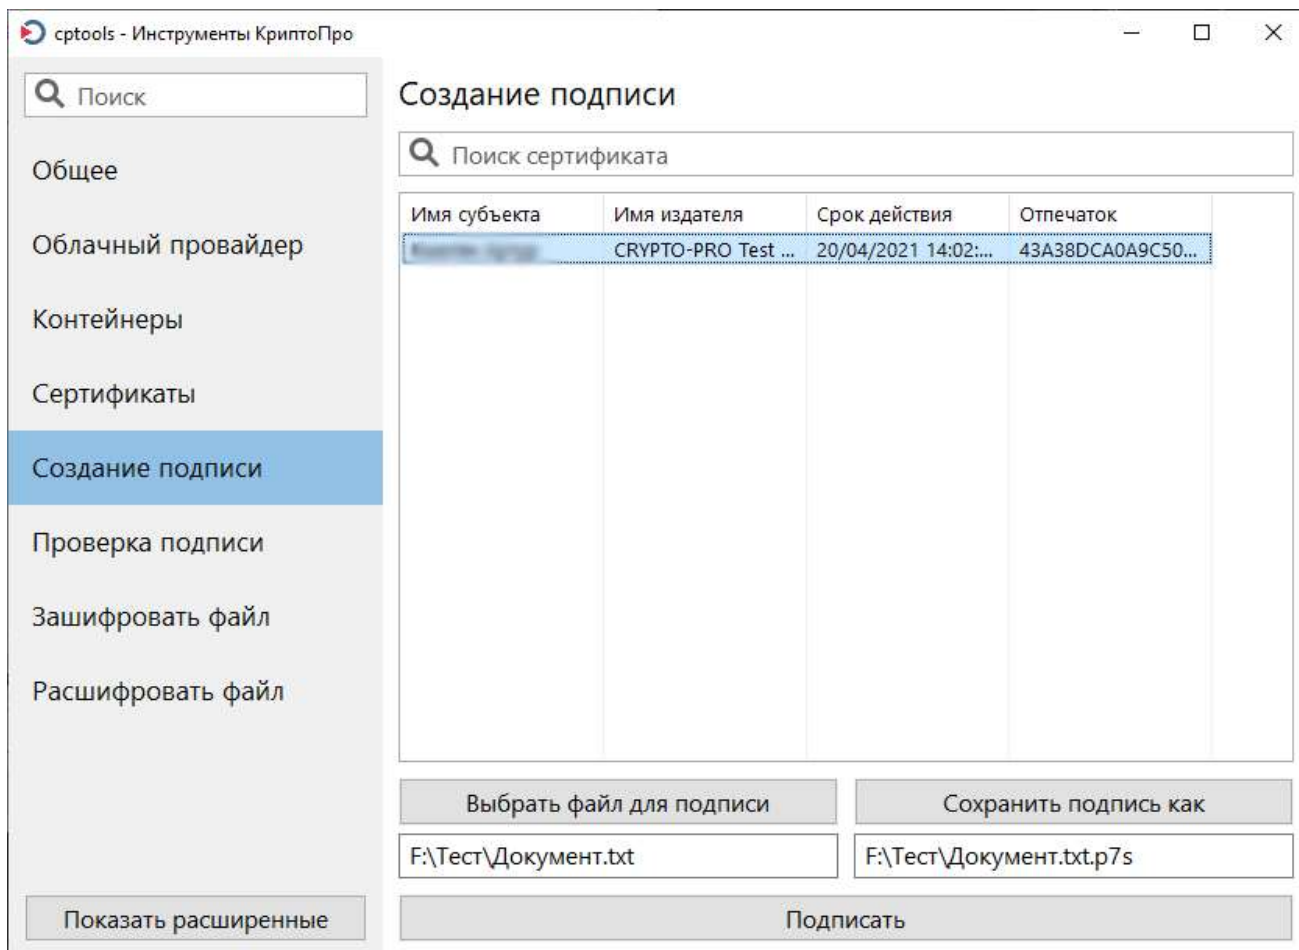 cptools - Инструменты КриптоПро
Поиск
Общее
Облачный провайдер
Контейнеры
Сертификаты
Создание подписи
Проверка подписи
Зашифровать файл
Расшифровать файл
Показать расширенные
Создание подписи
Поиск сертификата
Имя субъекта Имя издателя Срок действия Отпечаток
CRYPTO-PRO Test ... 20/04/2021 14:02:... 43A38DCA0A9C50...
Выбрать файл для подписи Сохранить подпись как
F:\Тест\Документ.txt F:\Тест\Документ.txt.p7s
Подписать